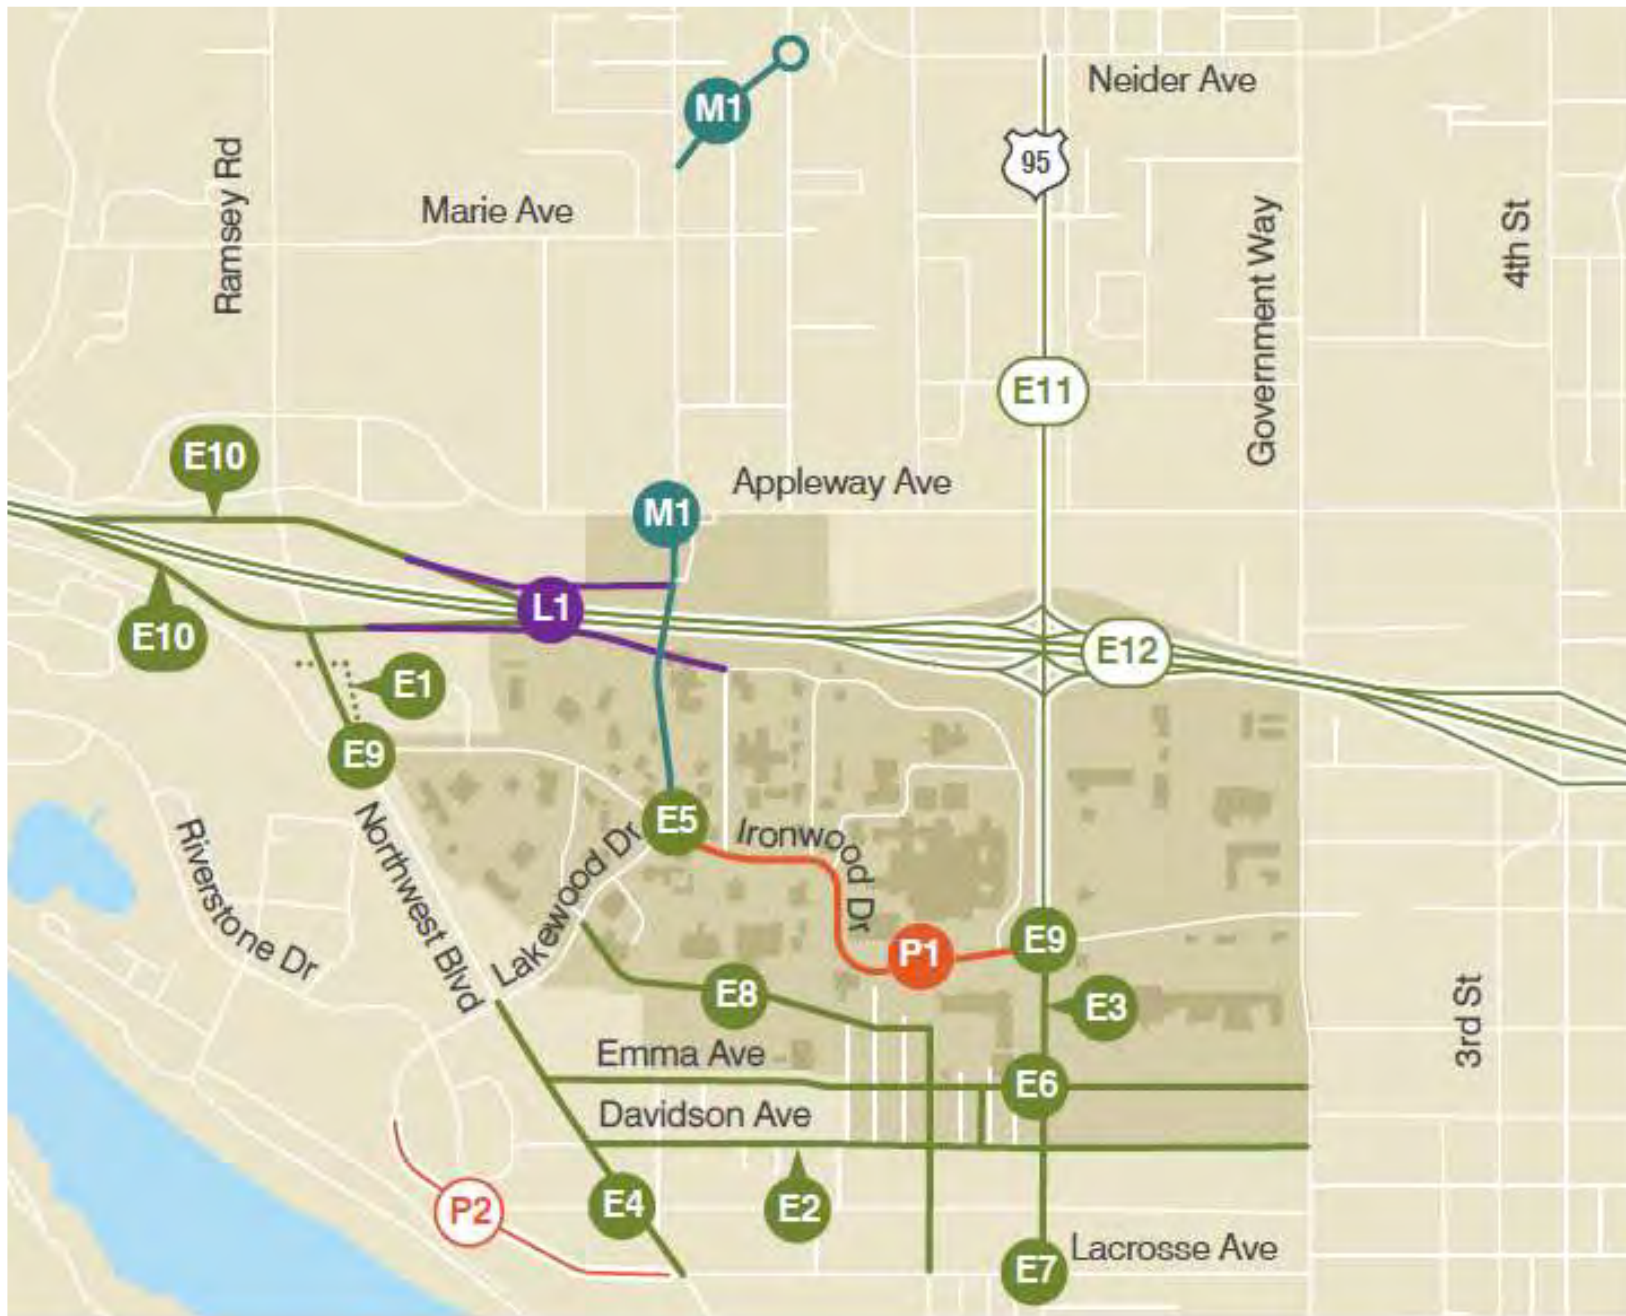 Neider Ave
M1
95
Ramsey Rd
Marie Ave
Government Way
4th St
E11
E10
Appleway Ave
M1
L1
E10
E12
E1
E9
E5
Ironwood Dr
Northwest Blvd
Lakewood Dr
Riverstone Dr
P1
E9
E8
E3
3rd St
Emma Ave
E6
Davidson Ave
P2
E4
E2
Lacrosse Ave
E7